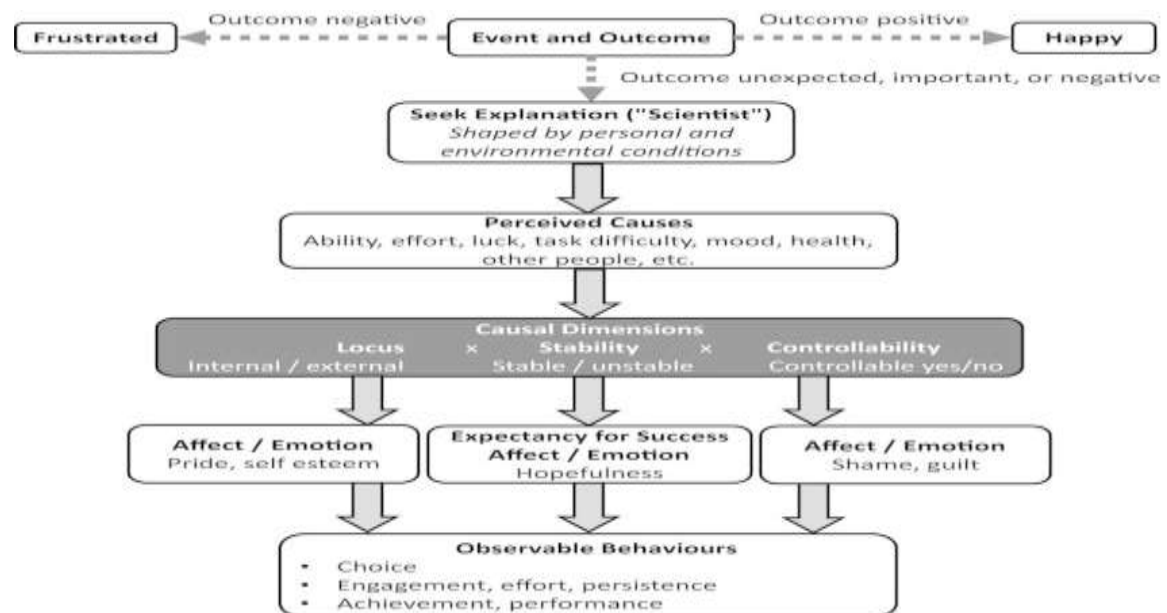 Outcome negative
Outcome positive
Frustrated
Event and Outcome
Happy
Outcome unexpected, important, or negative
Seek Explanation ("Scientist")
Shaped by personal and
environmental conditions
Perceived Causes
Ability, effort, luck, task difficulty, mood, health,
other people, etc.
Causal Dimensions
Locus × Stability × Controllability
Internal / external Stable / unstable Controllable yes/no
Affect / Emotion
Pride, self esteem
Expectancy for Success
Affect / Emotion
Hopefulness
Affect / Emotion
Shame, guilt
Observable Behaviours
▪ Choice
▪ Engagement, effort, persistence
▪ Achievement, performance